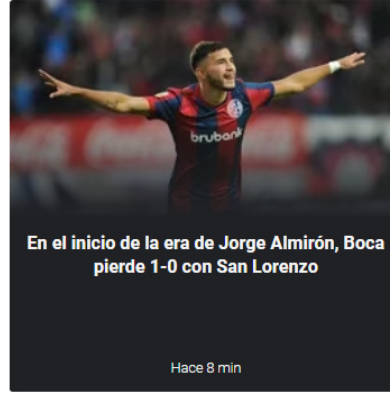 brubank
En el inicio de la era de Jorge Almirón, Boca
pierde 1-0 con San Lorenzo
Hace 8 min